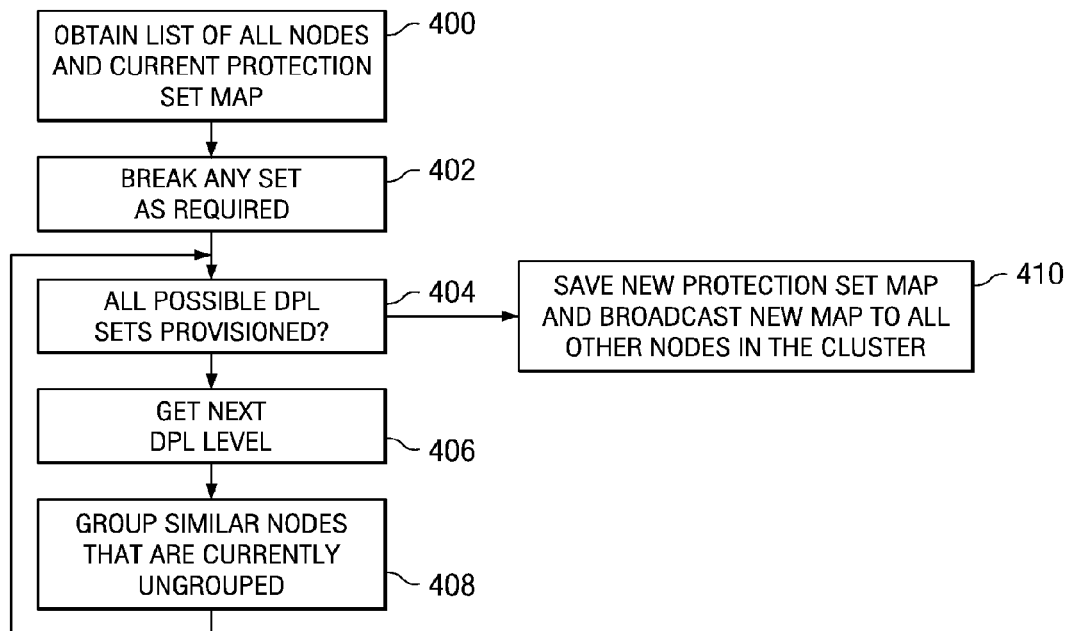 OBTAIN LIST OF ALL NODES
AND CURRENT PROTECTION
SET MAP
400
BREAK ANY SET
AS REQUIRED
402
ALL POSSIBLE DPL
SETS PROVISIONED?
404
SAVE NEW PROTECTION SET MAP
AND BROADCAST NEW MAP TO ALL
OTHER NODES IN THE CLUSTER
410
GET NEXT
DPL LEVEL
406
GROUP SIMILAR NODES
THAT ARE CURRENTLY
UNGROUPED
408